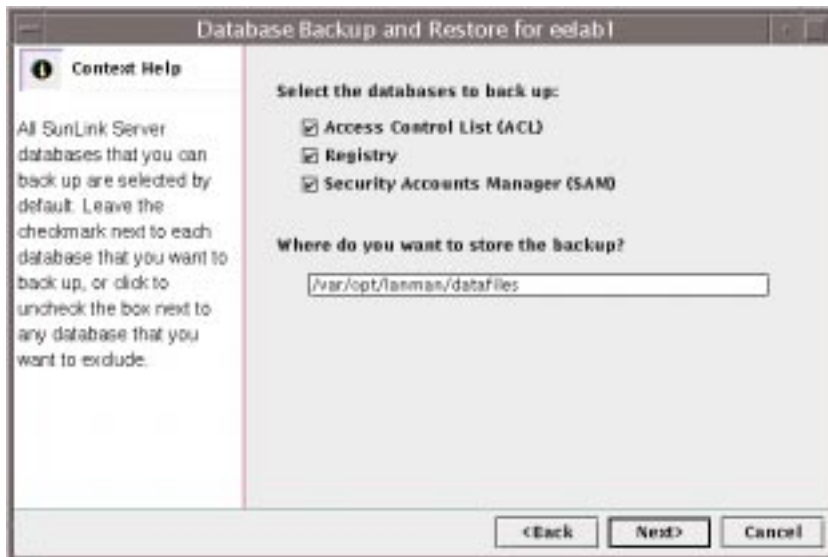 Database Backup and Restore for eelab1
Context Help
All SunLink Server
databases that you can
back up are selected by
default. Leave the
checkmark next to each
database that you want to
back up, or click to
uncheck the box next to
any database that you
want to exclude.
Select the databases to back up:
Access Control List (ACL)
Registry
Security Accounts Manager (SAM)
Where do you want to store the backup?
/var/opt/lanman/datafiles
<Back
Next>
Cancel